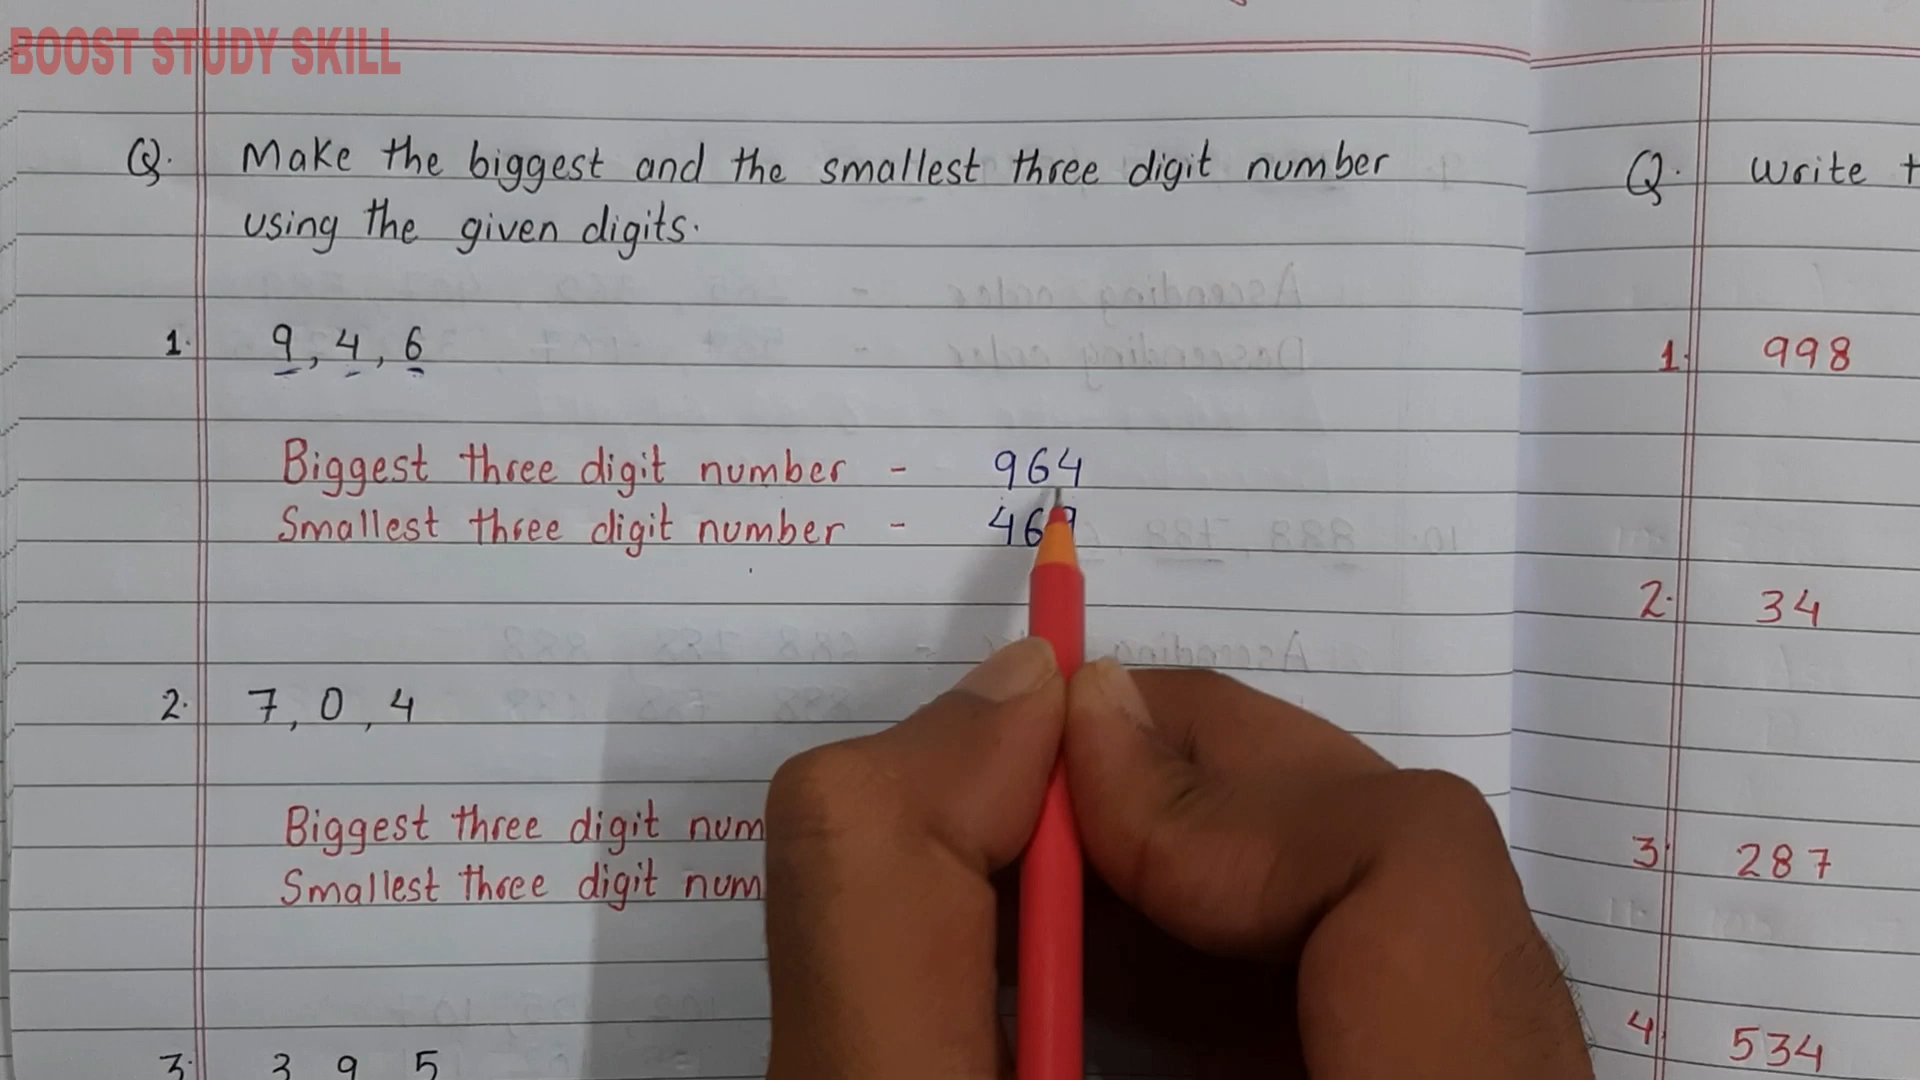 BOOST STUDY SKILL
Q. Make the biggest and the smallest three digit number
using the given digits.
1. 9, 4, 6
Biggest three digit number - 964
Smallest three digit number - 469
2. 7, 0, 4
Biggest three digit num
Smallest three digit num
3. 3 9 5
Q. Write
1. 998
2. 34
3. 287
4. 534